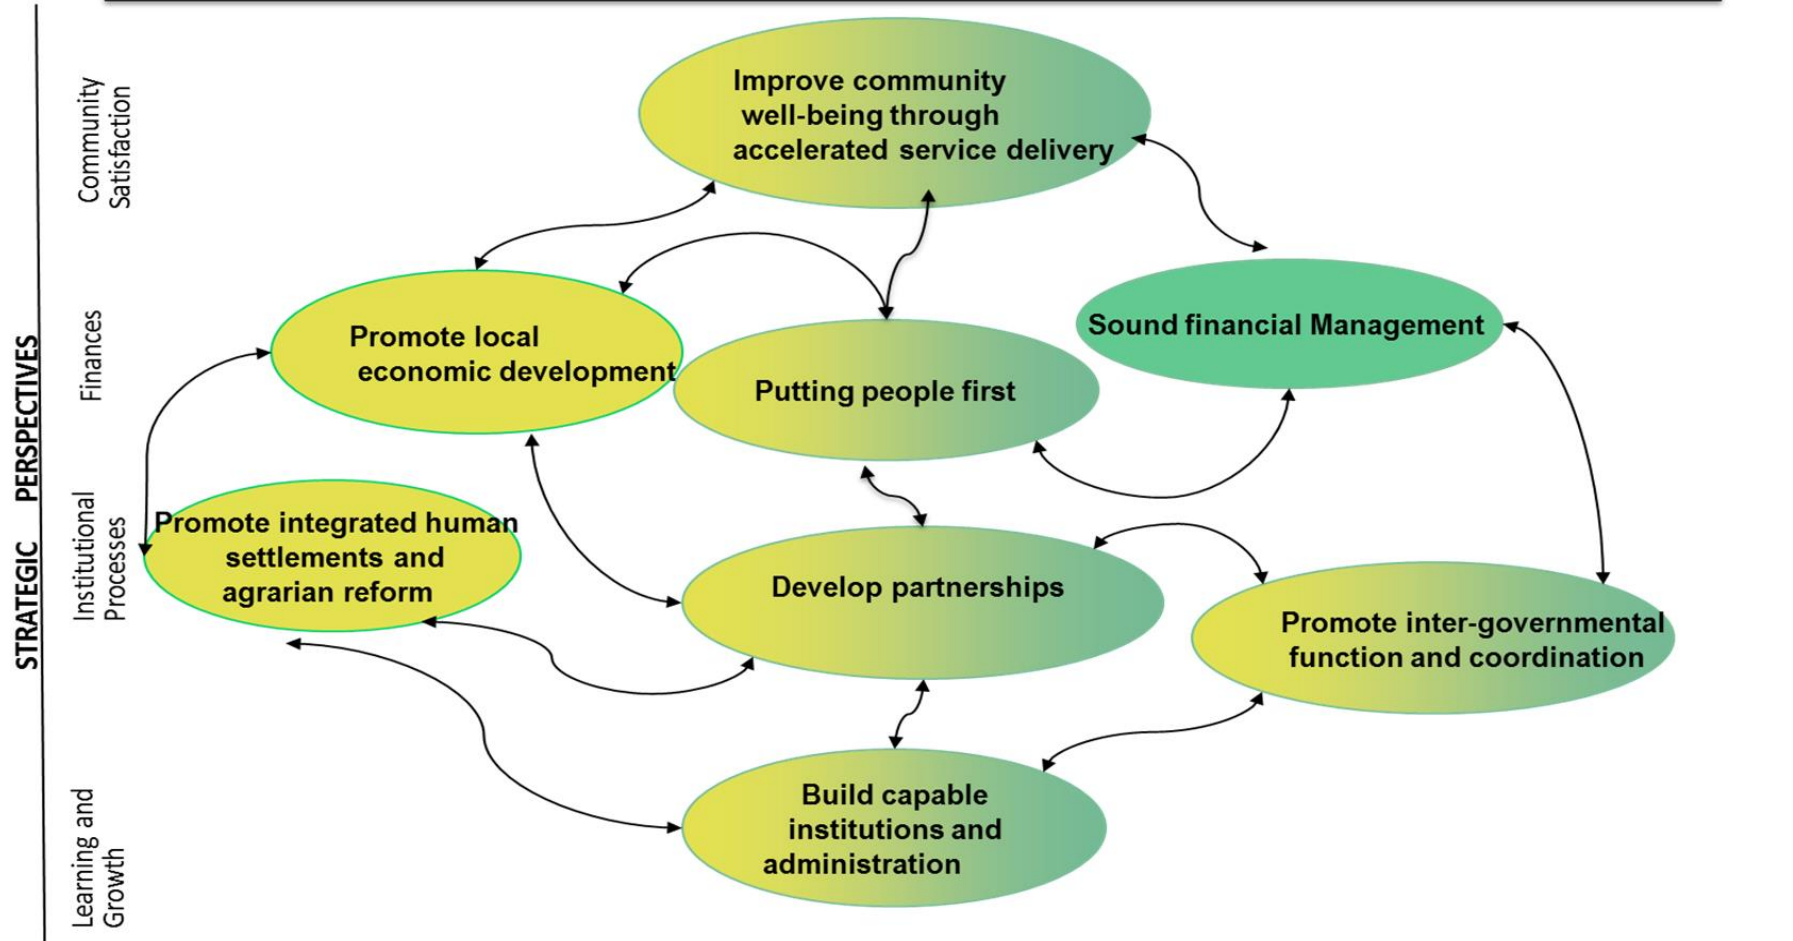 STRATEGIC PERSPECTIVES
Community
Satisfaction
Improve community
well-being through
accelerated service delivery
Finances
Promote local
economic development
Putting people first
Sound financial Management
Institutional
Processes
Promote integrated human
settlements and
agrarian reform
Develop partnerships
Promote inter-governmental
function and coordination
Learning and
Growth
Build capable
institutions and
administration